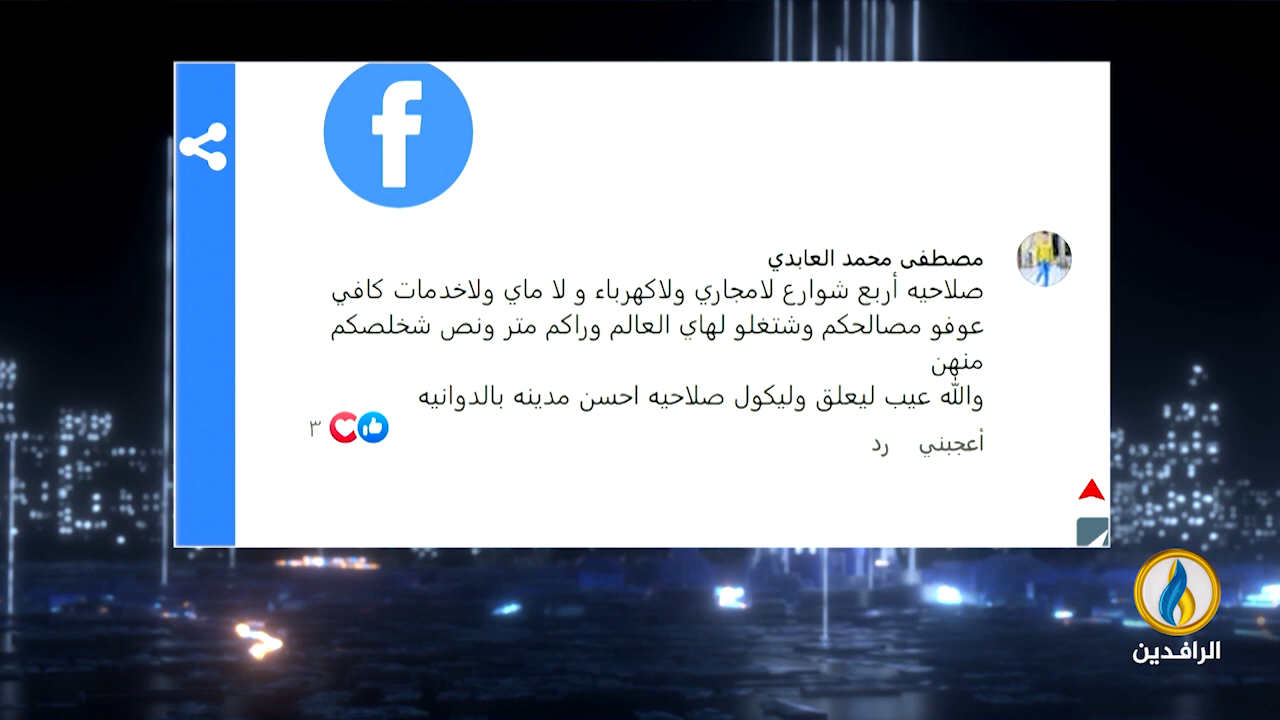 f
مصطفى محمد العابدي
صلاحيه أربع شوارع لامجاري ولاكهرباء و لا ماي ولاخدمات كافي
عوفو مصالحكم وشتغلو لهاي العالم وراكم متر ونص شخلصكم
منهن
والله عيب ليعلق وليكول صلاحيه احسن مدينه بالدوانيه
٣
أعجبني رد
الرافدين